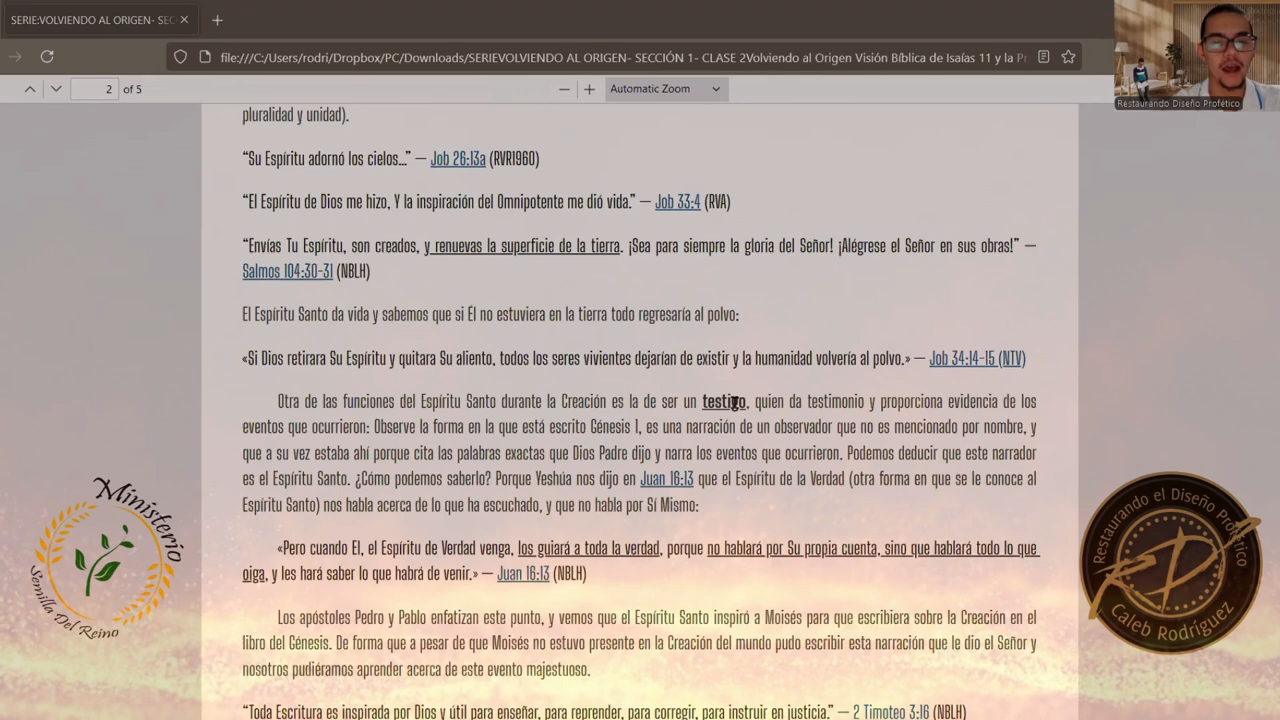 SERIE:VOLVIENDO AL ORIGEN- SEC
file:///C:/Users/rodri/Dropbox/PC/Downloads/SERIEVOLVIENDO AL ORIGEN- SECCIÓN 1- CLASE 2Volviendo al Origen Visión Bíblica de Isaías 11 y la P
2 of 5
Automatic Zoom
Restaurando Diseño Profético
pluralidad y unidad).
“Su Espíritu adornó los cielos…” — Job 26:13a (RVR1960)
“El Espíritu de Dios me hizo, Y la inspiración del Omnipotente me dió vida.” — Job 33:4 (RVA)
“Envías Tu Espíritu, son creados, y renuevas la superficie de la tierra. ¡Sea para siempre la gloria del Señor! ¡Alégrese el Señor en sus obras!” —
Salmos 104:30-31 (NBLH)
El Espíritu Santo da vida y sabemos que si Él no estuviera en la tierra todo regresaría al polvo:
«Si Dios retirara Su Espíritu y quitara Su aliento, todos los seres vivientes dejarían de existir y la humanidad volvería al polvo.» — Job 34:14-15 (NTV)
Otra de las funciones del Espíritu Santo durante la Creación es la de ser un testigo, quien da testimonio y proporciona evidencia de los
eventos que ocurrieron: Observe la forma en la que está escrito Génesis 1, es una narración de un observador que no es mencionado por nombre, y
que a su vez estaba ahí porque cita las palabras exactas que Dios Padre dijo y narra los eventos que ocurrieron. Podemos deducir que este narrador
es el Espíritu Santo. ¿Cómo podemos saberlo? Porque Yeshúa nos dijo en Juan 16:13 que el Espíritu de la Verdad (otra forma en que se le conoce al
Espíritu Santo) nos habla acerca de lo que ha escuchado, y que no habla por Sí Mismo:
«Pero cuando El, el Espíritu de Verdad venga, los guiará a toda la verdad, porque no hablará por Su propia cuenta, sino que hablará todo lo que
oiga, y les hará saber lo que habrá de venir.» — Juan 16:13 (NBLH)
Los apóstoles Pedro y Pablo enfatizan este punto, y vemos que el Espíritu Santo inspiró a Moisés para que escribiera sobre la Creación en el
libro del Génesis. De forma que a pesar de que Moisés no estuvo presente en la Creación del mundo pudo escribir esta narración que le dio el Señor y
nosotros pudiéramos aprender acerca de este evento majestuoso.
“Toda Escritura es inspirada por Dios y útil para enseñar, para reprender, para corregir, para instruir en justicia.” — 2 Timoteo 3:16 (NBLH)
Ministerio
Semilla Del Reino
Restaurando el Diseño Profético
RD
Caleb Rodríguez